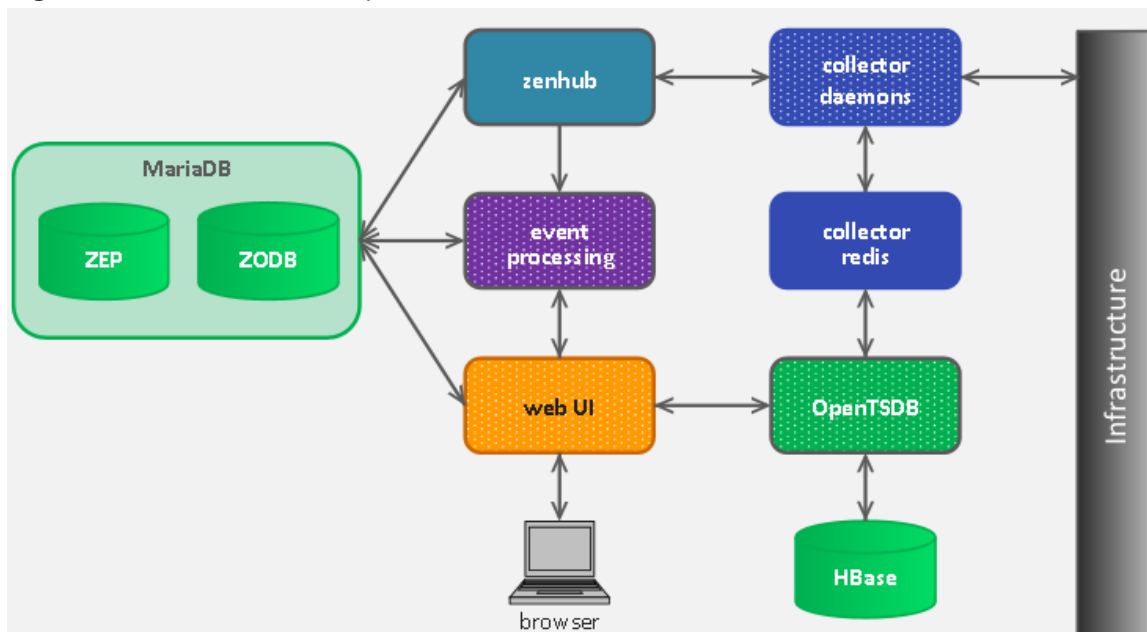 zenhub
collector
daemons
MariaDB
ZEP
ZODB
event
processing
collector
redis
web UI
OpenTSDB
HBase
browser
Infrastructure